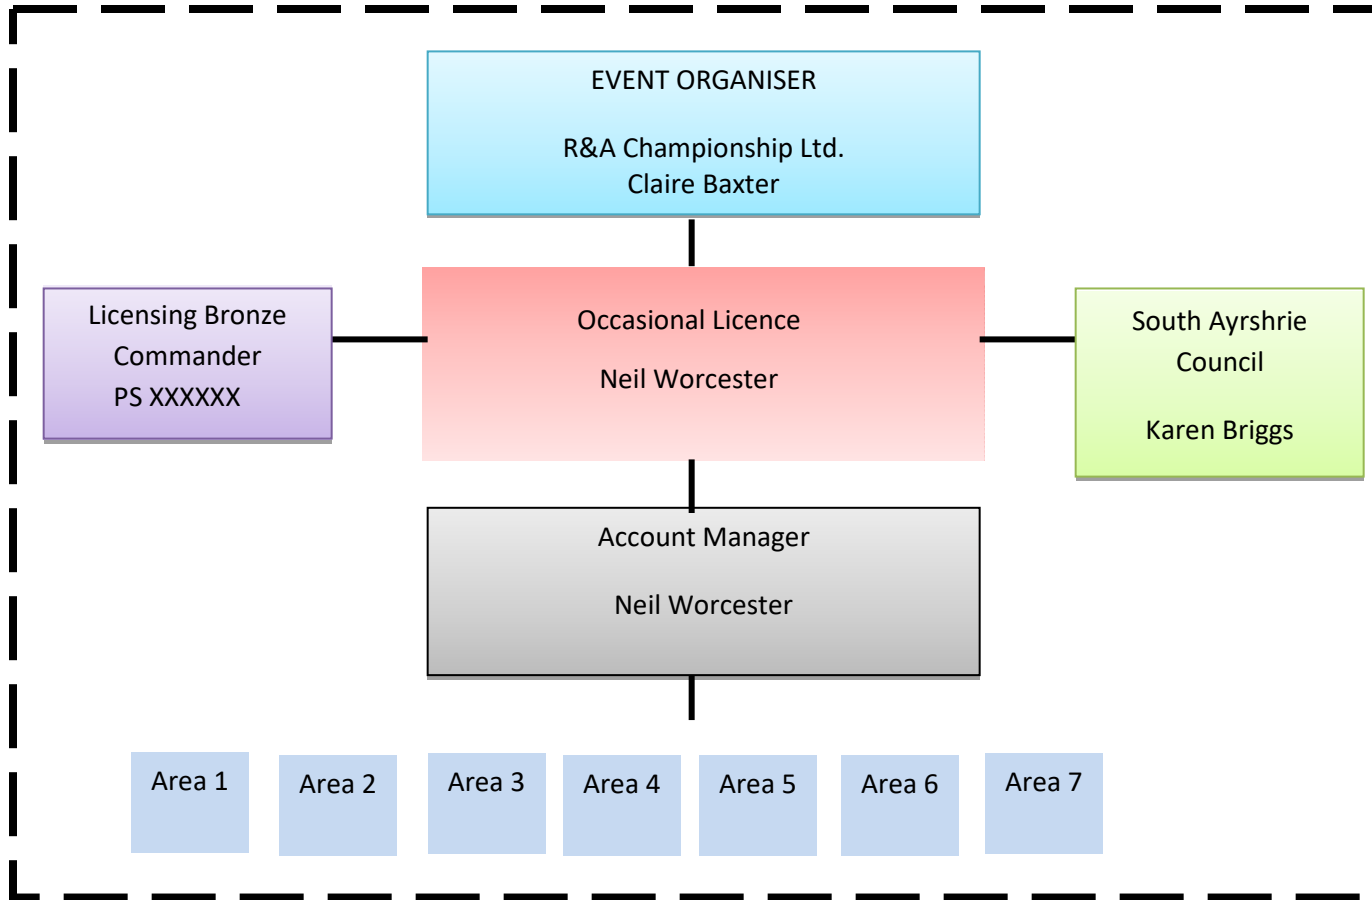 EVENT ORGANISER
R&A Championship Ltd.
Claire Baxter
Licensing Bronze
Commander
PS XXXXXX
Occasional Licence
Neil Worcester
South Ayrshrie
Council
Karen Briggs
Account Manager
Neil Worcester
Area 1
Area 2
Area 3
Area 4
Area 5
Area 6
Area 7